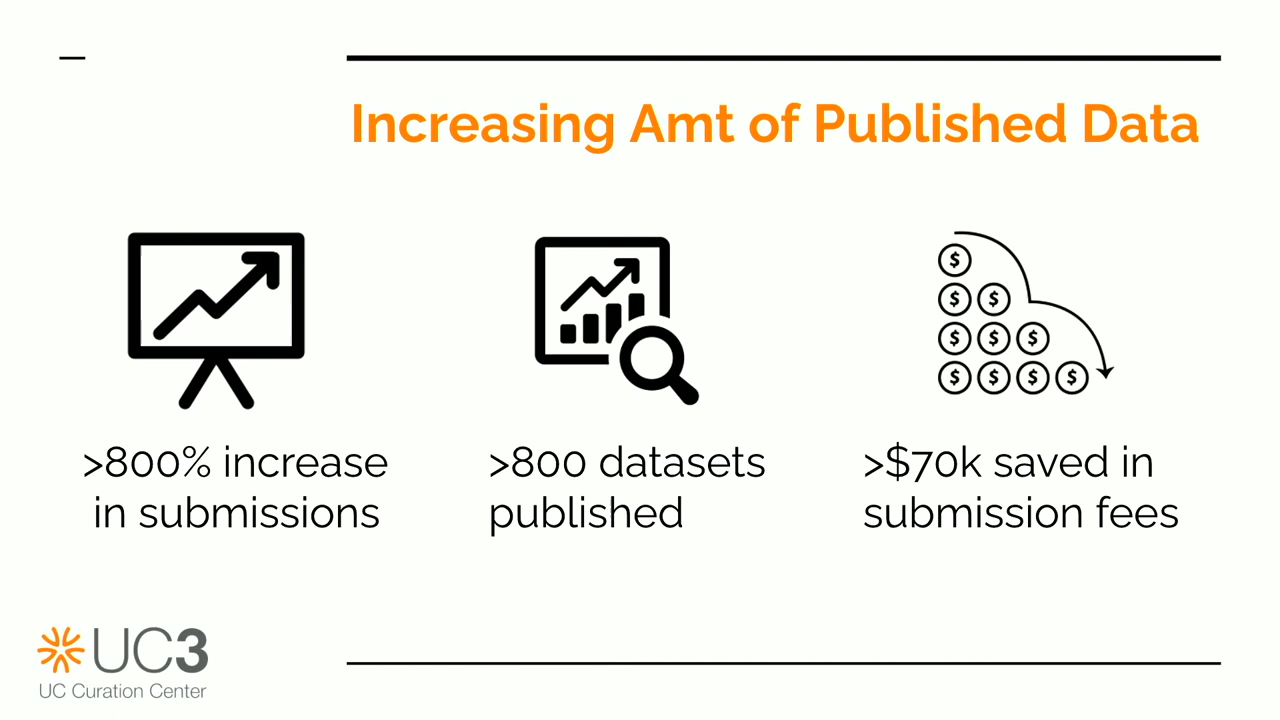 Increasing Amt of Published Data
>800% increase
in submissions
>800 datasets
published
>$70k saved in
submission fees
UC3
UC Curation Center